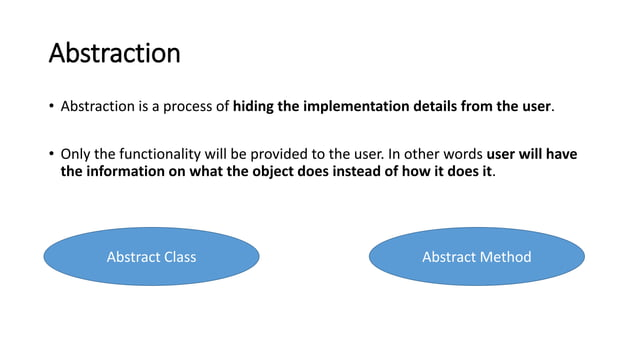 Abstraction
• Abstraction is a process of hiding the implementation details from the user.
• Only the functionality will be provided to the user. In other words user will have
the information on what the object does instead of how it does it.
Abstract Class
Abstract Method